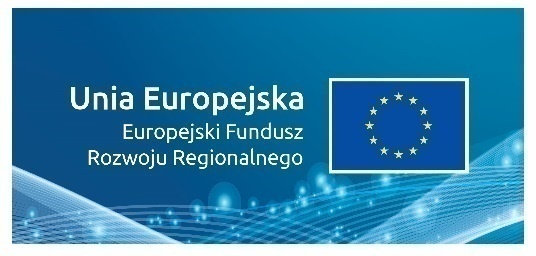 Unia Europejska
Europejski Fundusz
Rozwoju Regionalnego